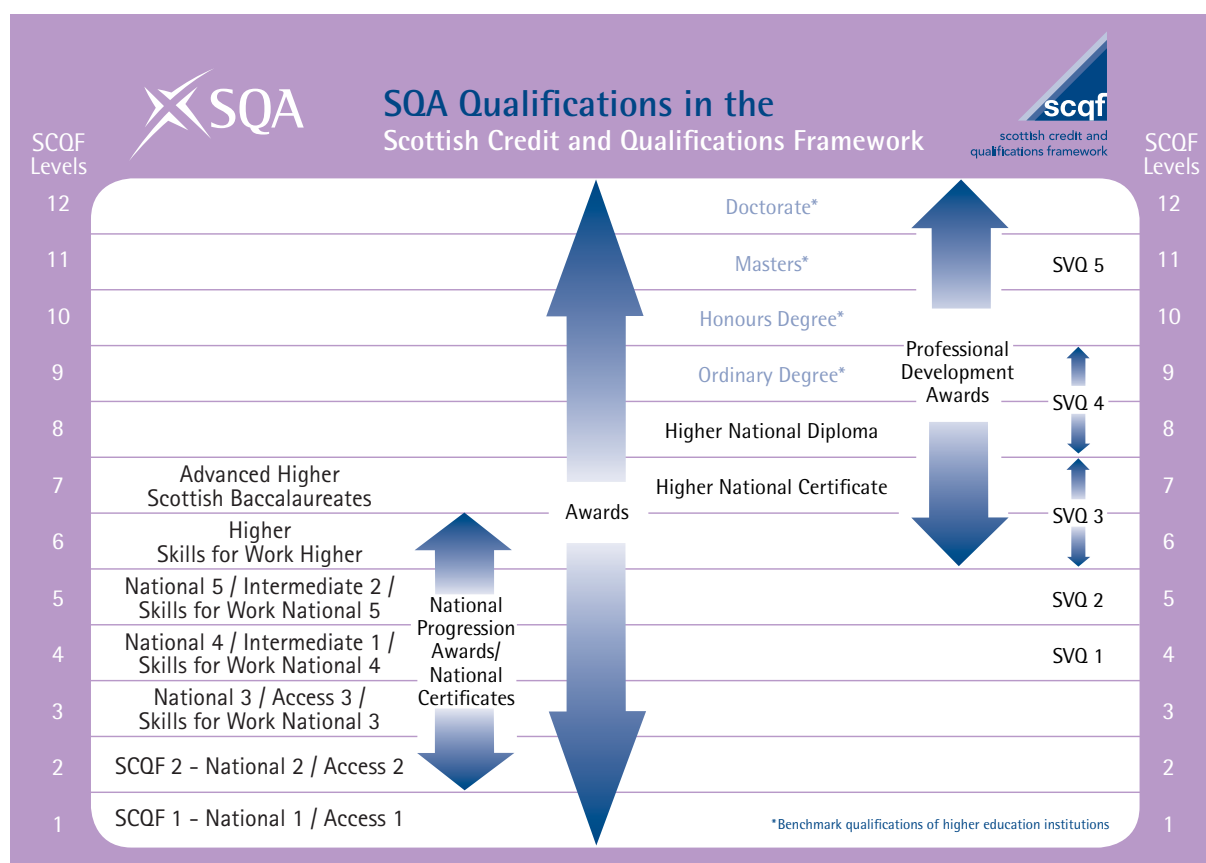 SQA
SQA Qualifications in the
Scottish Credit and Qualifications Framework
scqf
scottish credit and
qualifications framework
SCQF
Levels
SCQF
Levels
12
Doctorate*
12
11
Masters*
SVQ 5
11
10
Honours Degree*
10
9
Ordinary Degree*
Professional
Development
Awards
9
SVQ 4
8
Higher National Diploma
8
7
Advanced Higher
Scottish Baccalaureates
Higher National Certificate
7
Awards
SVQ 3
6
Higher
Skills for Work Higher
6
5
National 5 / Intermediate 2 /
Skills for Work National 5
National
Progression
Awards/
National
Certificates
SVQ 2
5
4
National 4 / Intermediate 1 /
Skills for Work National 4
SVQ 1
4
3
National 3 / Access 3 /
Skills for Work National 3
3
2
SCQF 2 - National 2 / Access 2
2
1
SCQF 1 - National 1 / Access 1
*Benchmark qualifications of higher education institutions
1